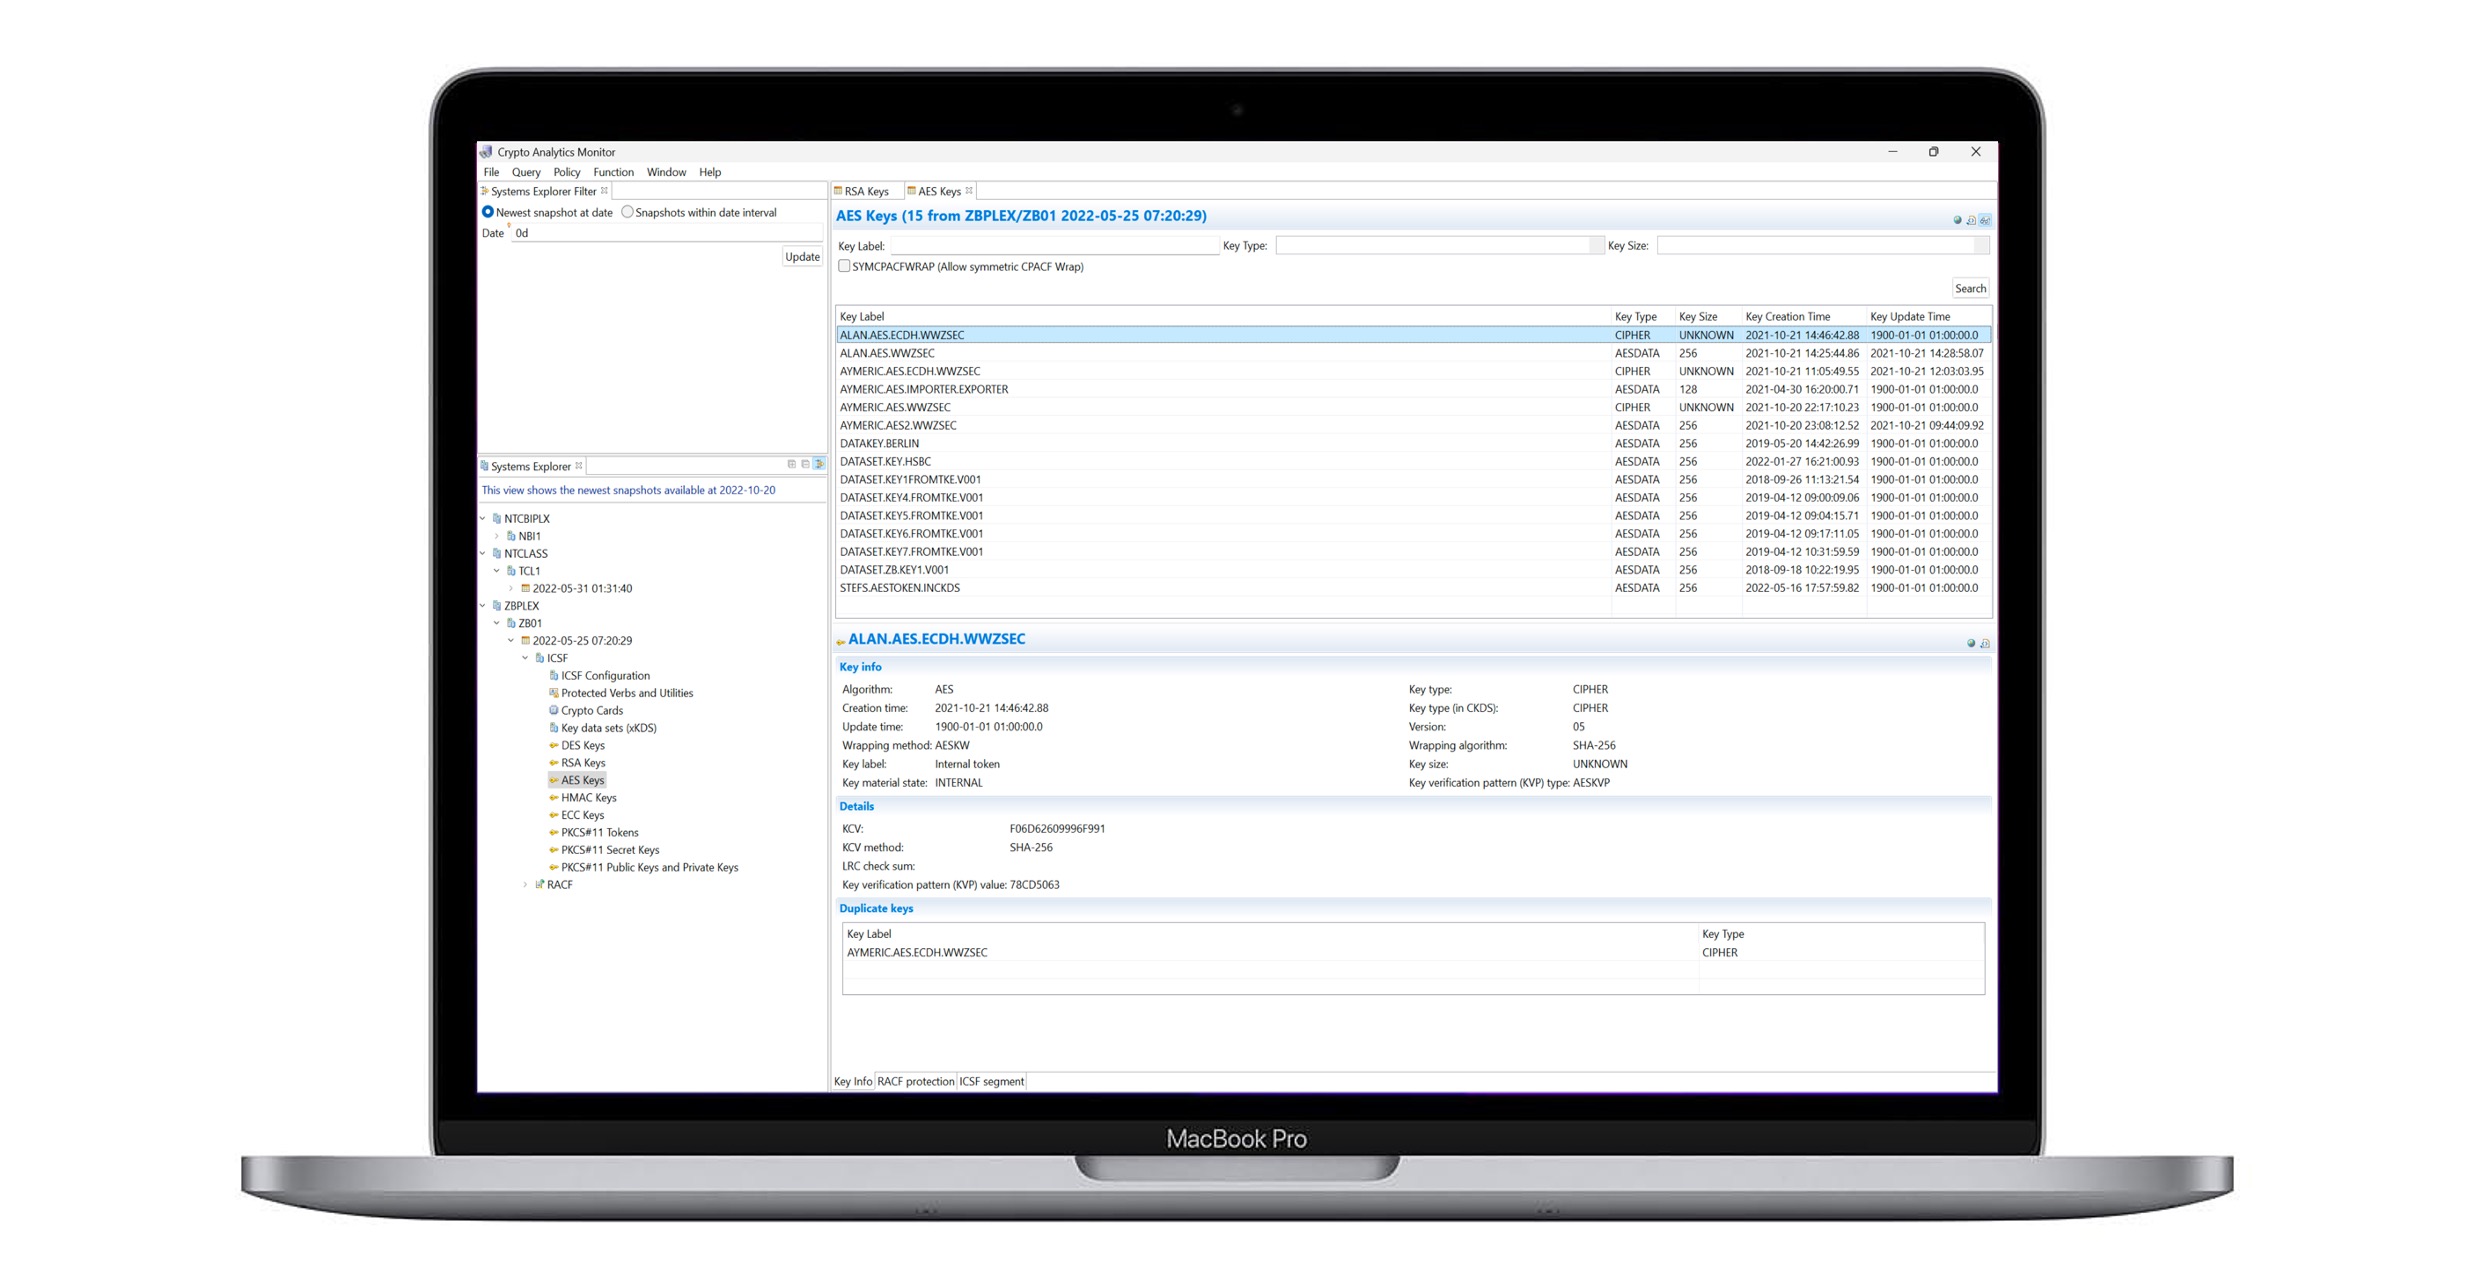 Crypto Analytics Monitor
File Query Policy Function Window Help
Systems Explorer Filter
Newest snapshot at date Snapshots within date interval
Date 0d
Update
Systems Explorer
This view shows the newest snapshots available at 2022-10-20
NTCBIPLX
NBI1
NTCLASS
TCL1
2022-05-31 01:31:40
ZBPLEX
ZB01
2022-05-25 07:20:29
ICSF
ICSF Configuration
Protected Verbs and Utilities
Crypto Cards
Key data sets (xKDS)
DES Keys
RSA Keys
AES Keys
HMAC Keys
ECC Keys
PKCS#11 Tokens
PKCS#11 Secret Keys
PKCS#11 Public Keys and Private Keys
RACF
RSA Keys AES Keys
AES Keys (15 from ZBPLEX/ZB01 2022-05-25 07:20:29)
Key Label: Key Type: Key Size:
SYMCPACFWRAP (Allow symmetric CPACF Wrap)
Search
Key Label Key Type Key Size Key Creation Time Key Update Time
ALAN.AES.ECDH.WWZSEC CIPHER UNKNOWN 2021-10-21 14:46:42.88 1900-01-01 01:00:00.0
ALAN.AES.WWZSEC AESDATA 256 2021-10-21 14:25:44.86 2021-10-21 14:28:58.07
AYMERIC.AES.ECDH.WWZSEC CIPHER UNKNOWN 2021-10-21 11:05:49.55 2021-10-21 12:03:03.95
AYMERIC.AES.IMPORTER.EXPORTER AESDATA 128 2021-04-30 16:20:00.71 1900-01-01 01:00:00.0
AYMERIC.AES.WWZSEC CIPHER UNKNOWN 2021-10-20 22:17:10.23 1900-01-01 01:00:00.0
AYMERIC.AES2.WWZSEC AESDATA 256 2021-10-20 23:08:12.52 2021-10-21 09:44:09.92
DATAKEY.BERLIN AESDATA 256 2019-05-20 14:42:26.99 1900-01-01 01:00:00.0
DATASET.KEY.HSBC AESDATA 256 2022-01-27 16:21:00.93 1900-01-01 01:00:00.0
DATASET.KEY1FROMTKE.V001 AESDATA 256 2018-09-26 11:13:21.54 1900-01-01 01:00:00.0
DATASET.KEY4.FROMTKE.V001 AESDATA 256 2019-04-12 09:00:09.06 1900-01-01 01:00:00.0
DATASET.KEY5.FROMTKE.V001 AESDATA 256 2019-04-12 09:04:15.71 1900-01-01 01:00:00.0
DATASET.KEY6.FROMTKE.V001 AESDATA 256 2019-04-12 09:17:11.05 1900-01-01 01:00:00.0
DATASET.KEY7.FROMTKE.V001 AESDATA 256 2019-04-12 10:31:59.59 1900-01-01 01:00:00.0
DATASET.ZB.KEY1.V001 AESDATA 256 2018-09-18 10:22:19.95 1900-01-01 01:00:00.0
STEFS.AESTOKEN.INCKDS AESDATA 256 2022-05-16 17:57:59.82 1900-01-01 01:00:00.0
ALAN.AES.ECDH.WWZSEC
Key info
Algorithm: AES Key type: CIPHER
Creation time: 2021-10-21 14:46:42.88 Key type (in CKDS): CIPHER
Update time: 1900-01-01 01:00:00.0 Version: 05
Wrapping method: AESKW Wrapping algorithm: SHA-256
Key label: Internal token Key size: UNKNOWN
Key material state: INTERNAL Key verification pattern (KVP) type: AESKVP
Details
KCV: F06D62609996F991
KCV method: SHA-256
LRC check sum:
Key verification pattern (KVP) value: 78CD5063
Duplicate keys
Key Label Key Type
AYMERIC.AES.ECDH.WWZSEC CIPHER
Key Info RACF protection ICSF segment
MacBook Pro